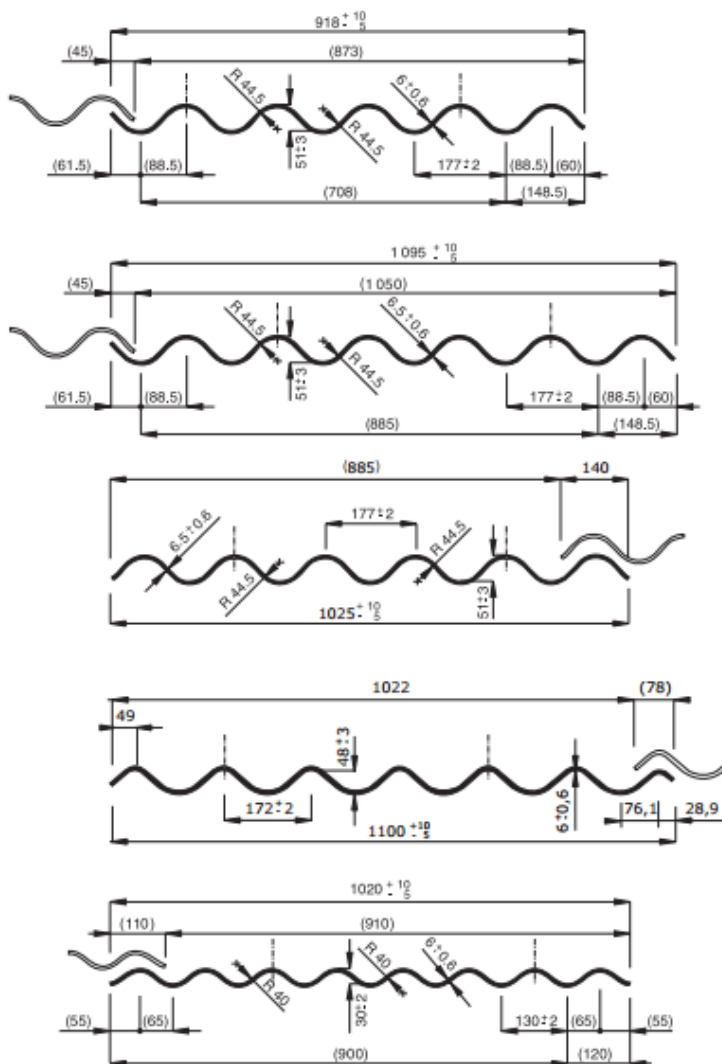 918 + 10 - 5
(45) (873)
R 44.5 6±0.6
51±3 R 44.5
(61.5) (88.5) 177±2 (88.5) (60)
(708) (148.5)
1 095 + 10 - 5
(45) (1 050)
R 44.5 6.5±0.6
51±3 R 44.5
(61.5) (88.5) 177±2 (88.5) (60)
(885) (148.5)
(885) 140
6.5±0.6 177±2 R 44.5
R 44.5 51±3
1025 + 10 - 5
1022 (78)
49 48±3
172±2 6±0,6 76,1 28,9
1100 +10 - 5
1020 + 10 - 5
(110) (910)
R 40 30±2 R 40 6±0.6
(55) (65) 130±2 (65) (55)
(900) (120)